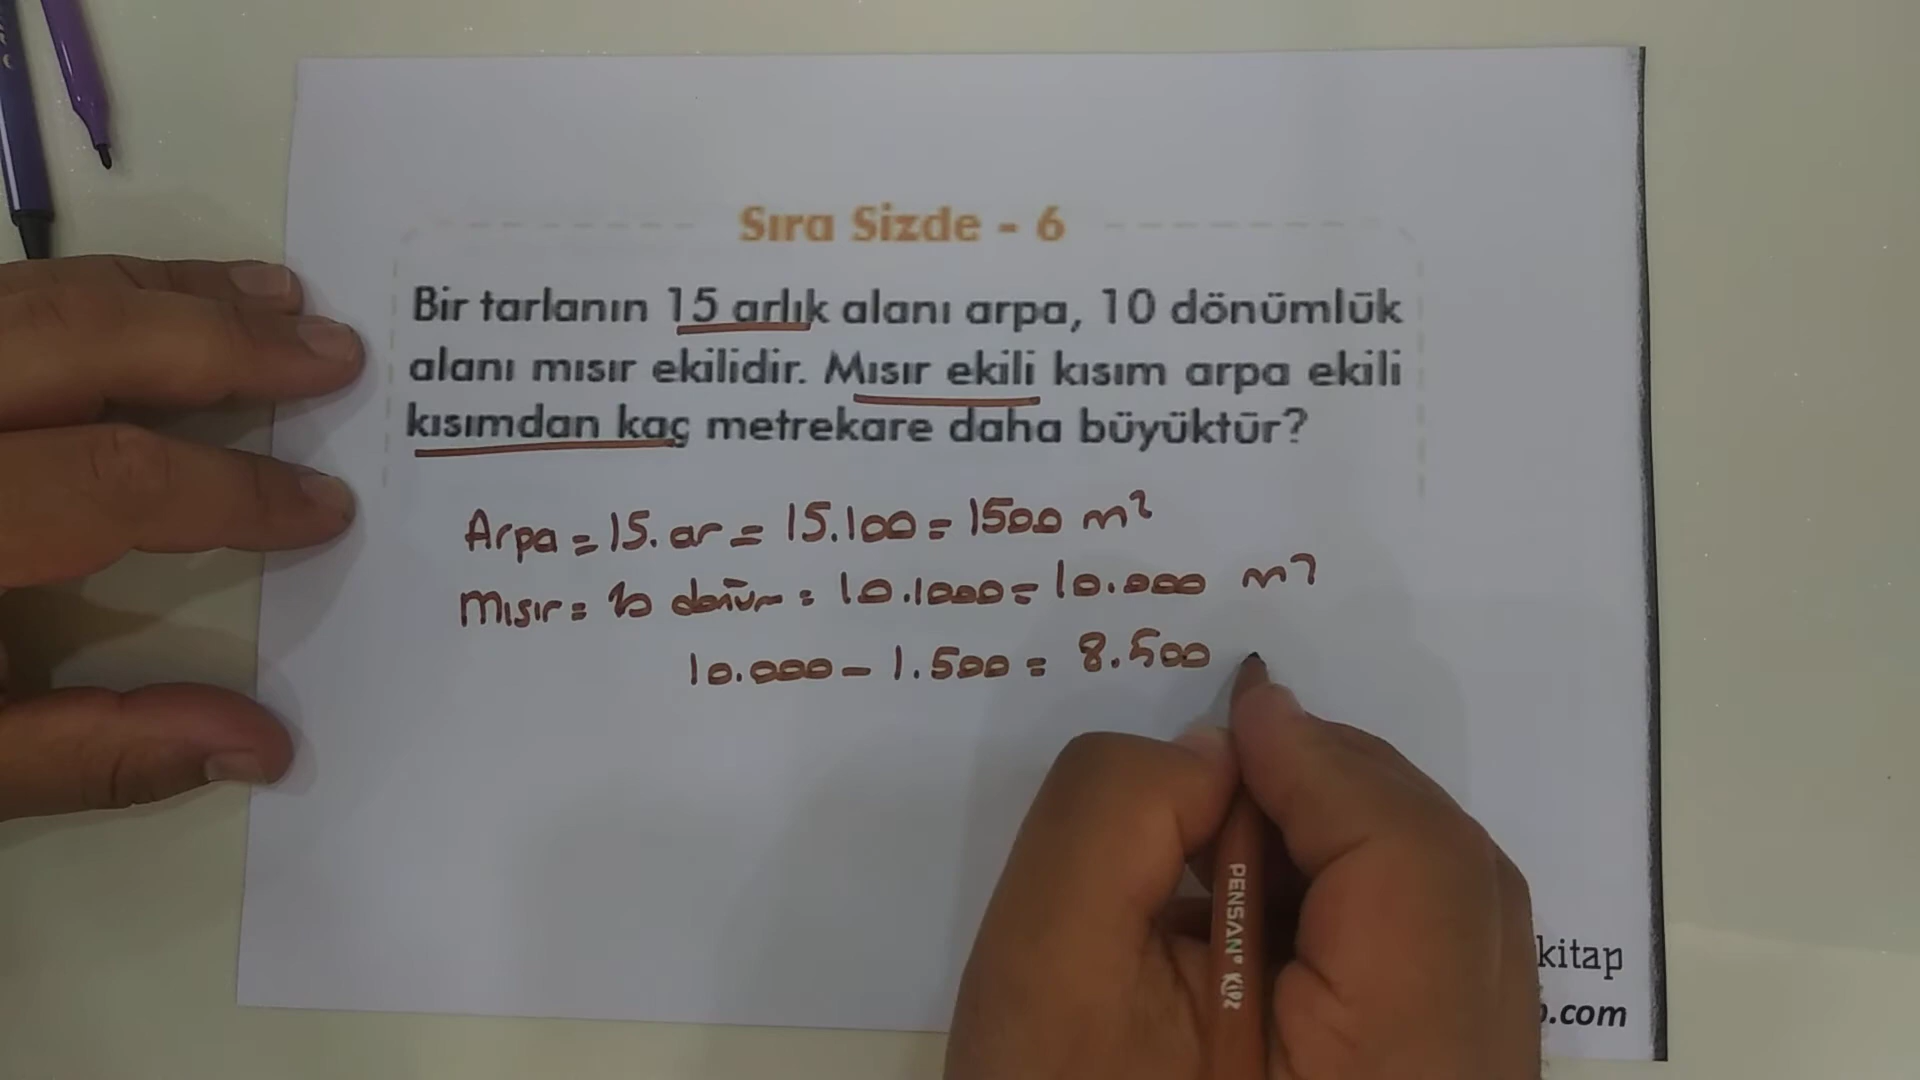 Sıra Sizde - 6
Bir tarlanın 15 arlık alanı arpa, 10 dönümlük
alanı mısır ekilidir. Mısır ekili kısım arpa ekili
kısımdan kaç metrekare daha büyüktür?
Arpa = 15. ar = 15.100 = 1500 m²
Mısır = 10 dönüm = 10.1000 = 10.000 m²
10.000 - 1.500 = 8.500
PENSAN
kitap
.com